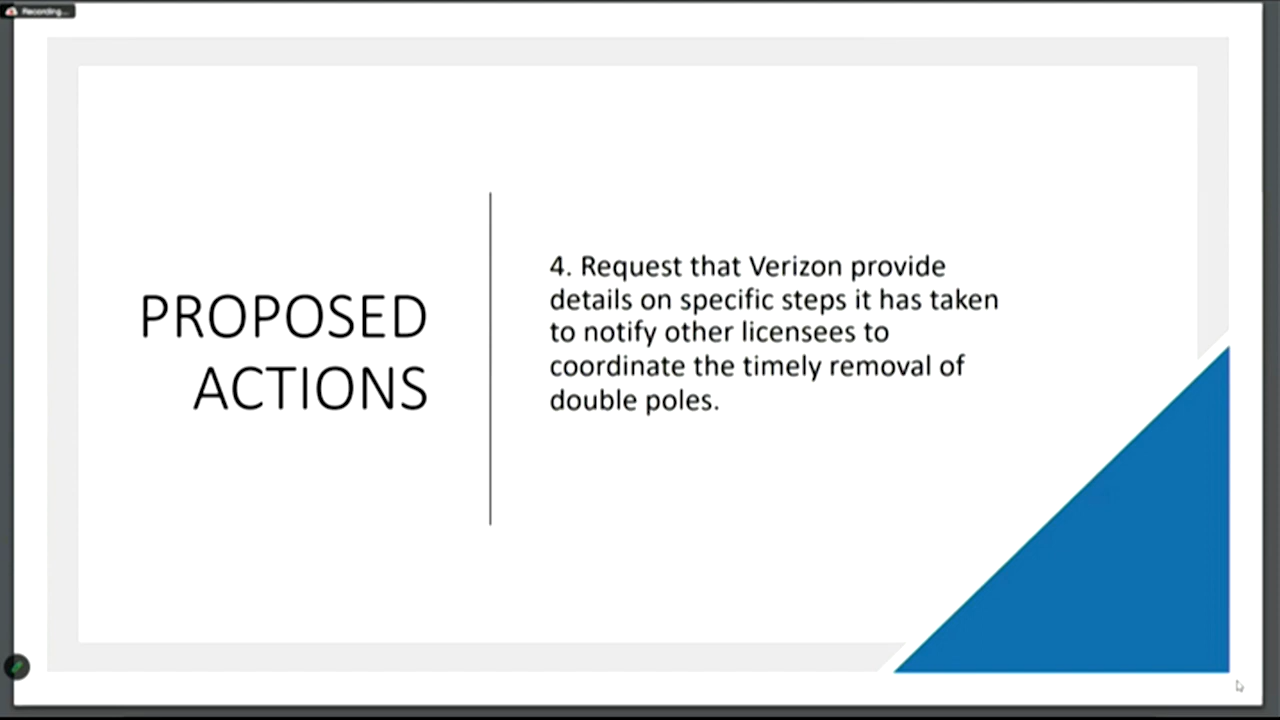 Recording...
PROPOSED
ACTIONS
4. Request that Verizon provide
details on specific steps it has taken
to notify other licensees to
coordinate the timely removal of
double poles.